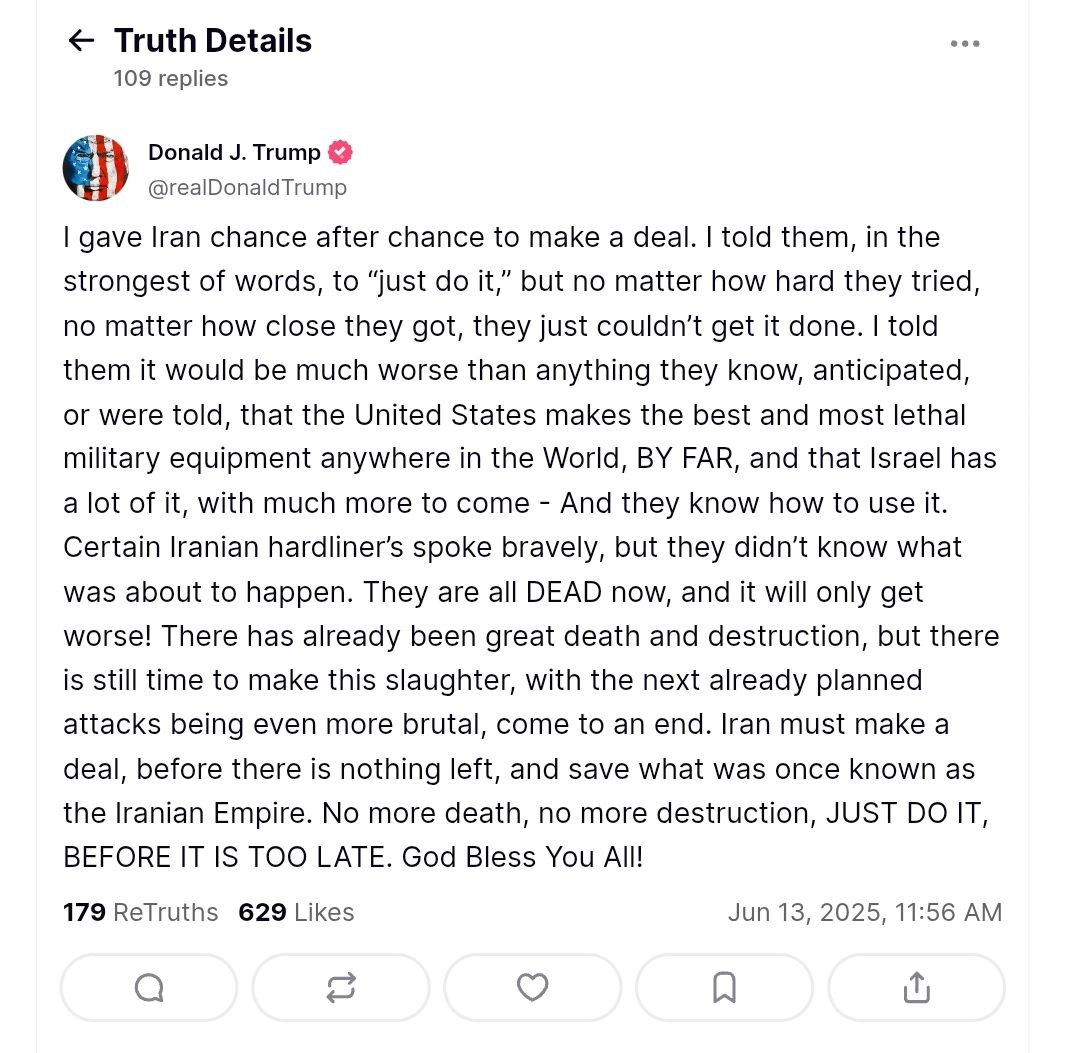 Truth Details
109 replies
Donald J. Trump
@realDonaldTrump
I gave Iran chance after chance to make a deal. I told them, in the
strongest of words, to “just do it,” but no matter how hard they tried,
no matter how close they got, they just couldn’t get it done. I told
them it would be much worse than anything they know, anticipated,
or were told, that the United States makes the best and most lethal
military equipment anywhere in the World, BY FAR, and that Israel has
a lot of it, with much more to come - And they know how to use it.
Certain Iranian hardliner’s spoke bravely, but they didn’t know what
was about to happen. They are all DEAD now, and it will only get
worse! There has already been great death and destruction, but there
is still time to make this slaughter, with the next already planned
attacks being even more brutal, come to an end. Iran must make a
deal, before there is nothing left, and save what was once known as
the Iranian Empire. No more death, no more destruction, JUST DO IT,
BEFORE IT IS TOO LATE. God Bless You All!
179 ReTruths 629 Likes Jun 13, 2025, 11:56 AM